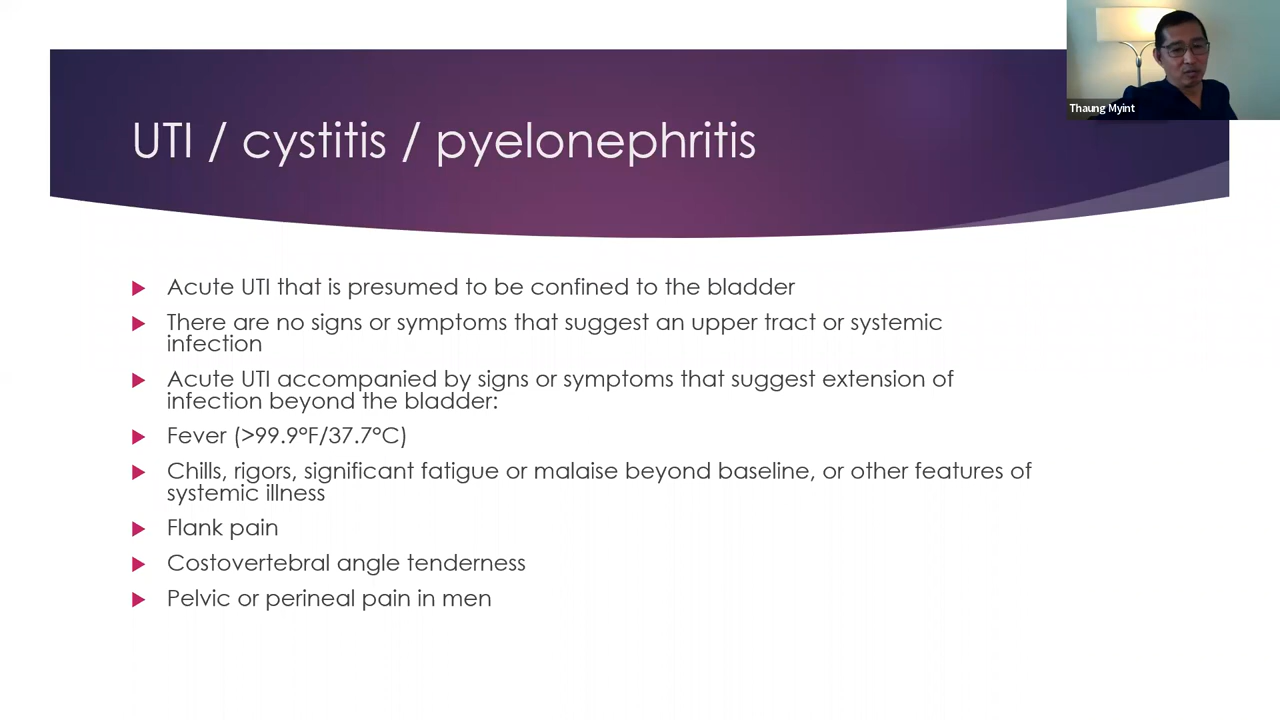 Thaung Myint
UTI / cystitis / pyelonephritis
Acute UTI that is presumed to be confined to the bladder
There are no signs or symptoms that suggest an upper tract or systemic
infection
Acute UTI accompanied by signs or symptoms that suggest extension of
infection beyond the bladder:
Fever (>99.9°F/37.7°C)
Chills, rigors, significant fatigue or malaise beyond baseline, or other features of
systemic illness
Flank pain
Costovertebral angle tenderness
Pelvic or perineal pain in men